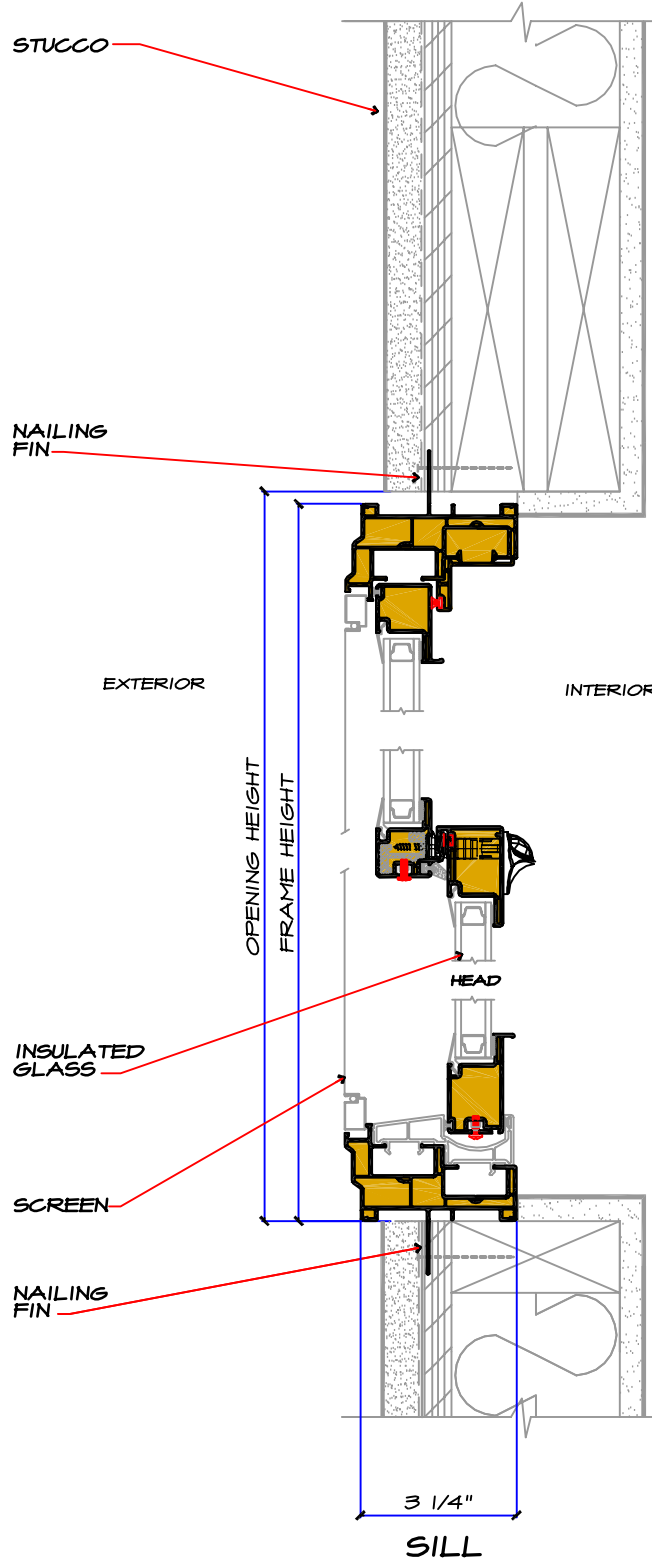 STUCCO
NAILING
FIN
EXTERIOR
INTERIOR
OPENING HEIGHT
FRAME HEIGHT
HEAD
INSULATED
GLASS
SCREEN
NAILING
FIN
3 1/4"
SILL